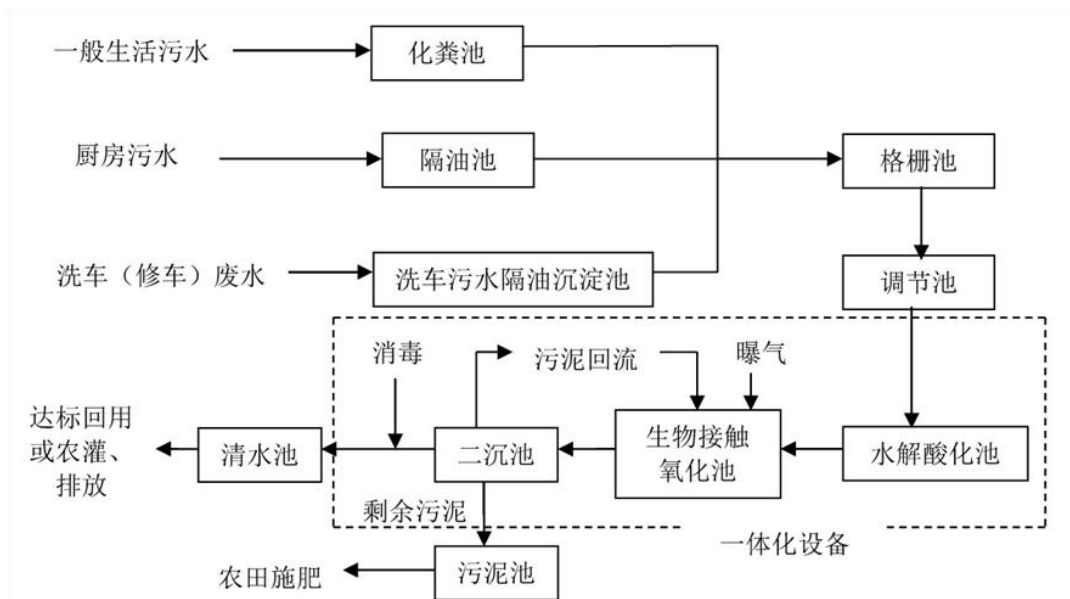 一般生活污水
化粪池
厨房污水
隔油池
格栅池
洗车（修车）废水
洗车污水隔油沉淀池
调节池
消毒
污泥回流
曝气
达标回用
或农灌、
排放
清水池
二沉池
生物接触
氧化池
水解酸化池
剩余污泥
一体化设备
农田施肥
污泥池